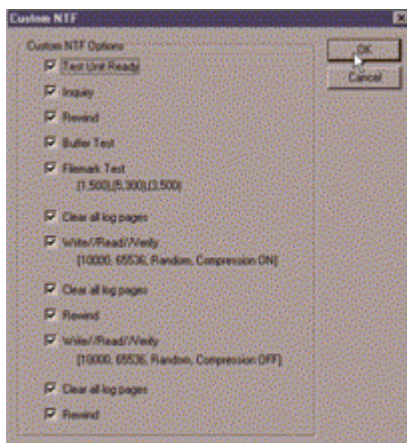 Custom NTF
Custom NTF Options
OK
Cancel
Test Unit Ready
Inquiry
Rewind
Buffer Test
Filemark Test
(1,500),(5,300),(3,500)
Clear all log pages
Write//Read//Verify
[10000, 65536, Random, Compression ON]
Clear all log pages
Rewind
Write//Read//Verify
[10000, 65536, Random, Compression OFF]
Clear all log pages
Rewind